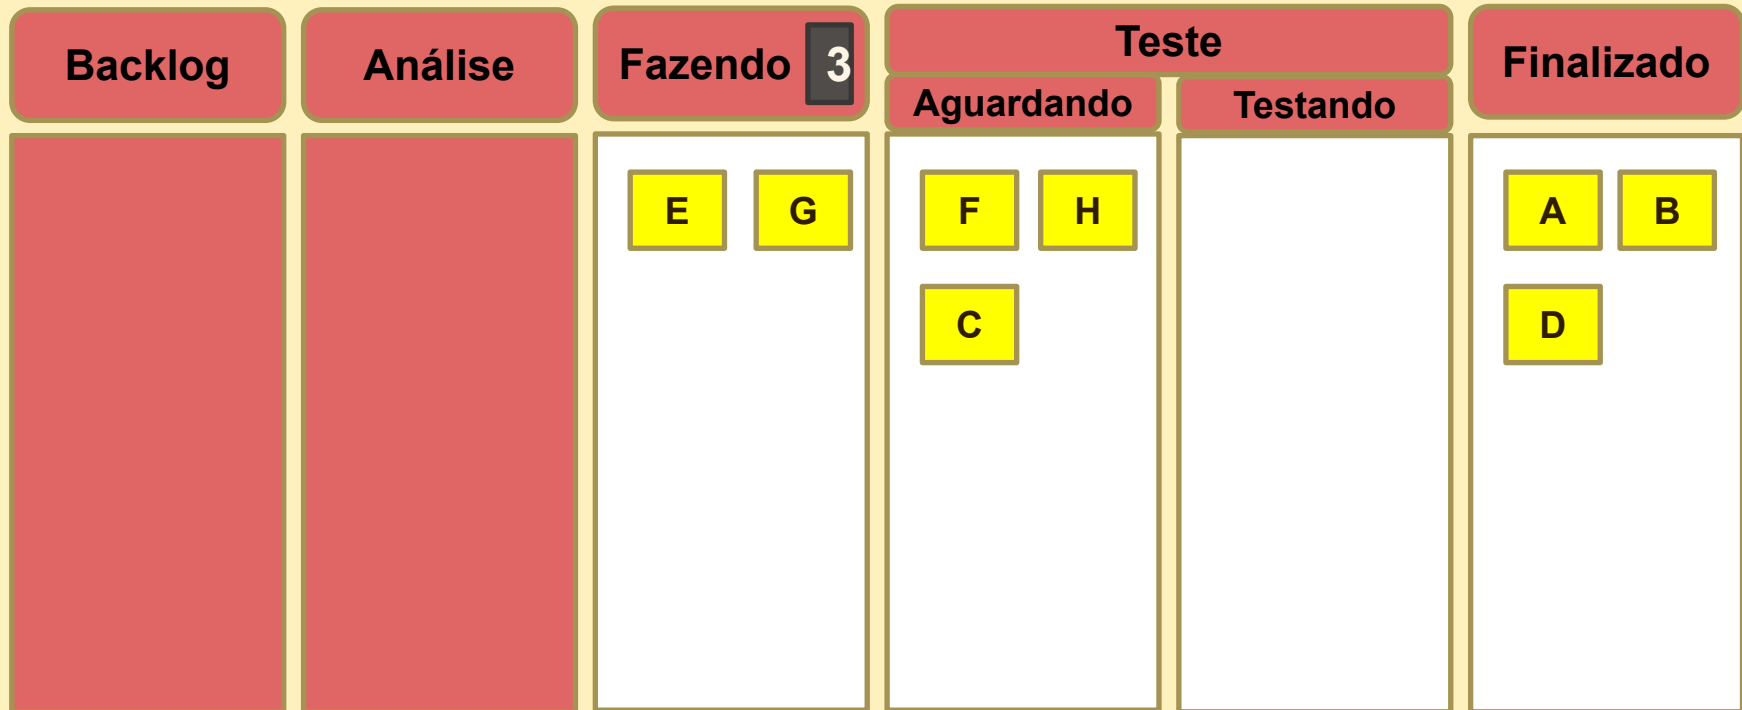 Backlog
Análise
Fazendo 3
Teste
Aguardando
Testando
Finalizado
E G
F H
C
A B
D